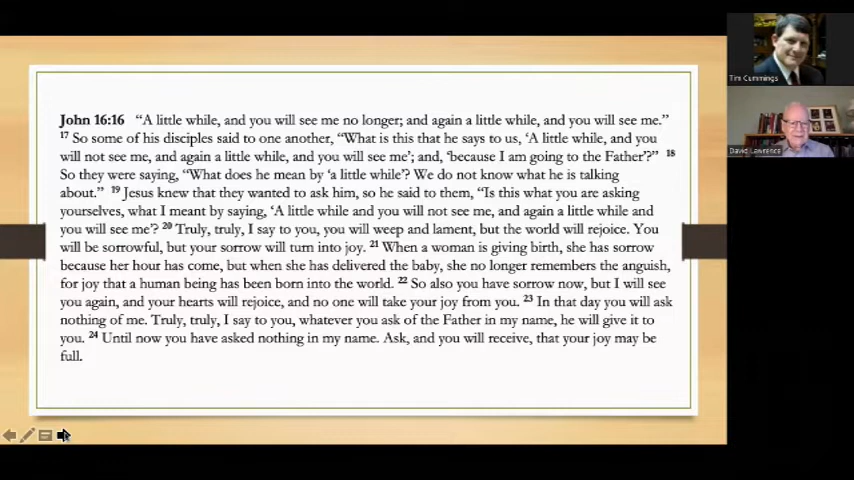 John 16:16 “A little while, and you will see me no longer; and again a little while, and you will see me.”
17 So some of his disciples said to one another, “What is this that he says to us, ‘A little while, and you
will not see me, and again a little while, and you will see me’; and, ‘because I am going to the Father’?” 18
So they were saying, “What does he mean by ‘a little while’? We do not know what he is talking
about.” 19 Jesus knew that they wanted to ask him, so he said to them, “Is this what you are asking
yourselves, what I meant by saying, ‘A little while and you will not see me, and again a little while and
you will see me’? 20 Truly, truly, I say to you, you will weep and lament, but the world will rejoice. You
will be sorrowful, but your sorrow will turn into joy. 21 When a woman is giving birth, she has sorrow
because her hour has come, but when she has delivered the baby, she no longer remembers the anguish,
for joy that a human being has been born into the world. 22 So also you have sorrow now, but I will see
you again, and your hearts will rejoice, and no one will take your joy from you. 23 In that day you will ask
nothing of me. Truly, truly, I say to you, whatever you ask of the Father in my name, he will give it to
you. 24 Until now you have asked nothing in my name. Ask, and you will receive, that your joy may be
full.
Tim Cummings
David Lawrence